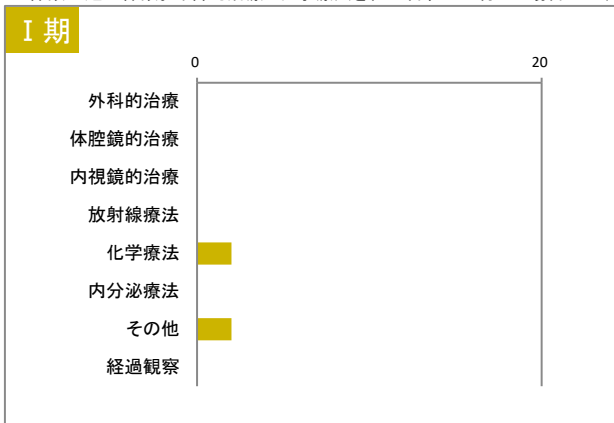 Ⅰ期
0 20
外科的治療
体腔鏡的治療
内視鏡的治療
放射線療法
化学療法
内分泌療法
その他
経過観察